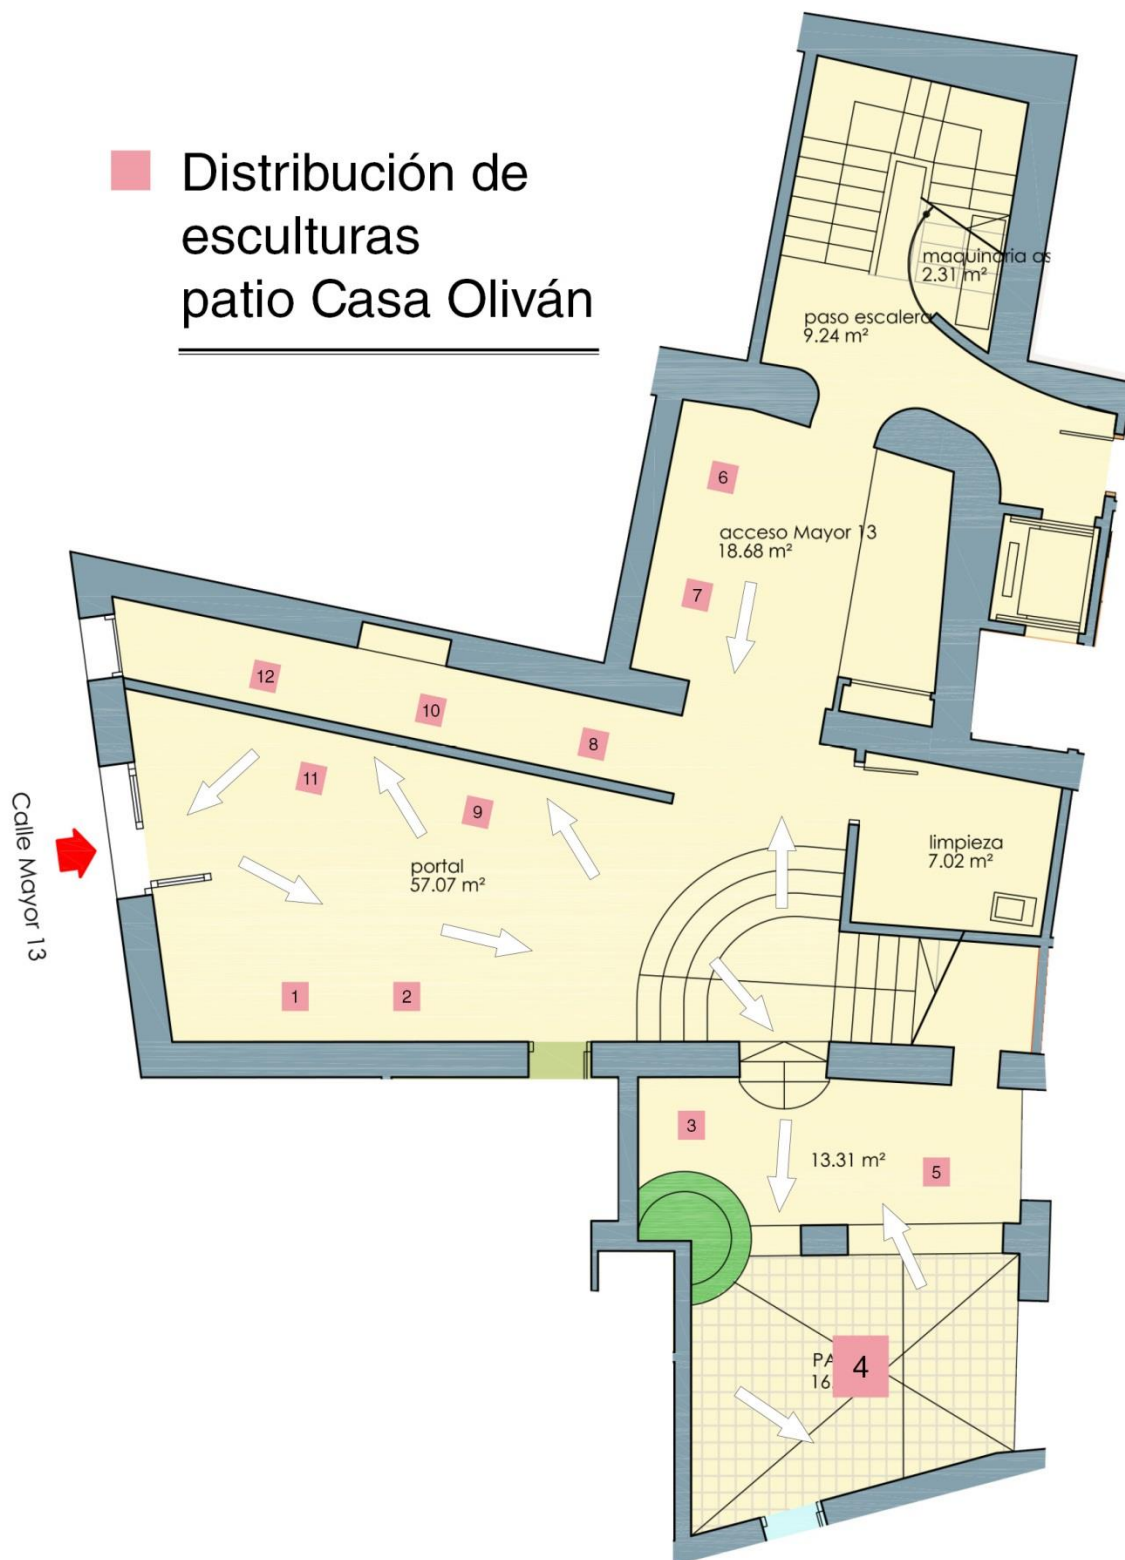 Distribución de
esculturas
patio Casa Oliván
maquinaria as
2.31 m²
paso escalera
9.24 m²
6
acceso Mayor 13
18.68 m²
7
12
10
8
11
9
portal
57.07 m²
limpieza
7.02 m²
Calle Mayor 13
1
2
3
13.31 m²
5
PA
16.
4